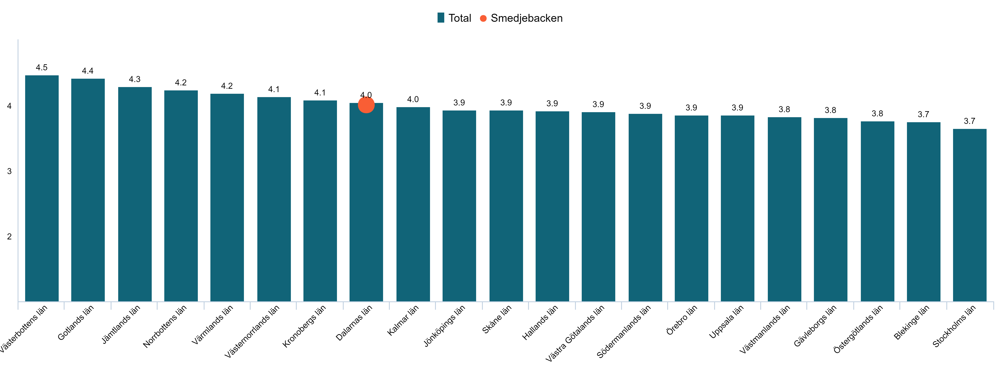 Total Smedjebacken
4.5 4.4 4.3 4.2 4.2 4.1 4.1 4.0 4.0 3.9 3.9 3.9 3.9 3.9 3.9 3.9 3.8 3.8 3.8 3.7 3.7
4
3
2
Västerbottens län
Gotlands län
Jämtlands län
Norrbottens län
Värmlands län
Västernorrlands län
Kronobergs län
Dalarnas län
Kalmar län
Jönköpings län
Skåne län
Hallands län
Västra Götalands län
Södermanlands län
Örebro län
Uppsala län
Västmanlands län
Gävleborgs län
Östergötlands län
Blekinge län
Stockholms län